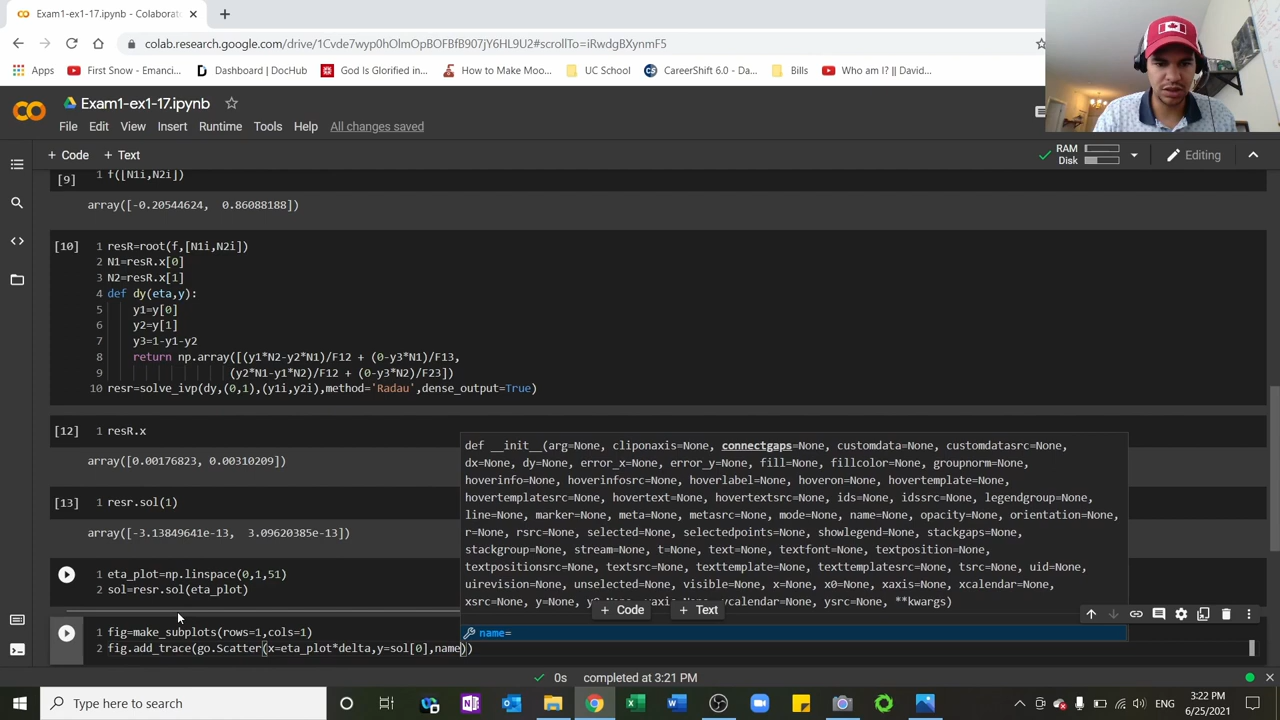 Exam1-ex1-17.ipynb - Colaborato
colab.research.google.com/drive/1Cvde7wyp0hOlmOpBOFBfB907jY6HL9U2#scrollTo=iRwdgBXynmF5
Apps First Snow - Emanci... Dashboard | DocHub God Is Glorified in... How to Make Moo... UC School CareerShift 6.0 - Da... Bills Who am I? || David...
Exam1-ex1-17.ipynb
File Edit View Insert Runtime Tools Help All changes saved
+ Code + Text RAM Disk Editing
[9] f([N1i,N2i])
array([-0.20544624, 0.86088188])
[10] 1 resR=root(f,[N1i,N2i])
2 N1=resR.x[0]
3 N2=resR.x[1]
4 def dy(eta,y):
5 y1=y[0]
6 y2=y[1]
7 y3=1-y1-y2
8 return np.array([(y1*N2-y2*N1)/F12 + (0-y3*N1)/F13,
9 (y2*N1-y1*N2)/F12 + (0-y3*N2)/F23])
10 resr=solve_ivp(dy,(0,1),(y1i,y2i),method='Radau',dense_output=True)
[12] 1 resR.x
array([0.00176823, 0.00310209])
[13] 1 resr.sol(1)
array([-3.13849641e-13, 3.09620385e-13])
def __init__(arg=None, cliponaxis=None, connectgaps=None, customdata=None, customdatasrc=None,
dx=None, dy=None, error_x=None, error_y=None, fill=None, fillcolor=None, groupnorm=None,
hoverinfo=None, hoverinfosrc=None, hoverlabel=None, hoveron=None, hovertemplate=None,
hovertemplatesrc=None, hovertext=None, hovertextsrc=None, ids=None, idssrc=None, legendgroup=None,
line=None, marker=None, meta=None, metasrc=None, mode=None, name=None, opacity=None, orientation=None,
r=None, rsrc=None, selected=None, selectedpoints=None, showlegend=None, stackgaps=None,
stackgroup=None, stream=None, t=None, text=None, textfont=None, textposition=None,
textpositionsrc=None, textsrc=None, texttemplate=None, texttemplatesrc=None, tsrc=None, uid=None,
uirevision=None, unselected=None, visible=None, x=None, x0=None, xaxis=None, xcalendar=None,
xsrc=None, y=None, ycalendar=None, ysrc=None, **kwargs)
1 eta_plot=np.linspace(0,1,51)
2 sol=resr.sol(eta_plot)
+ Code + Text
name=
1 fig=make_subplots(rows=1,cols=1)
2 fig.add_trace(go.Scatter(x=eta_plot*delta,y=sol[0],name))
0s completed at 3:21 PM
Type here to search
3:22 PM
6/25/2021